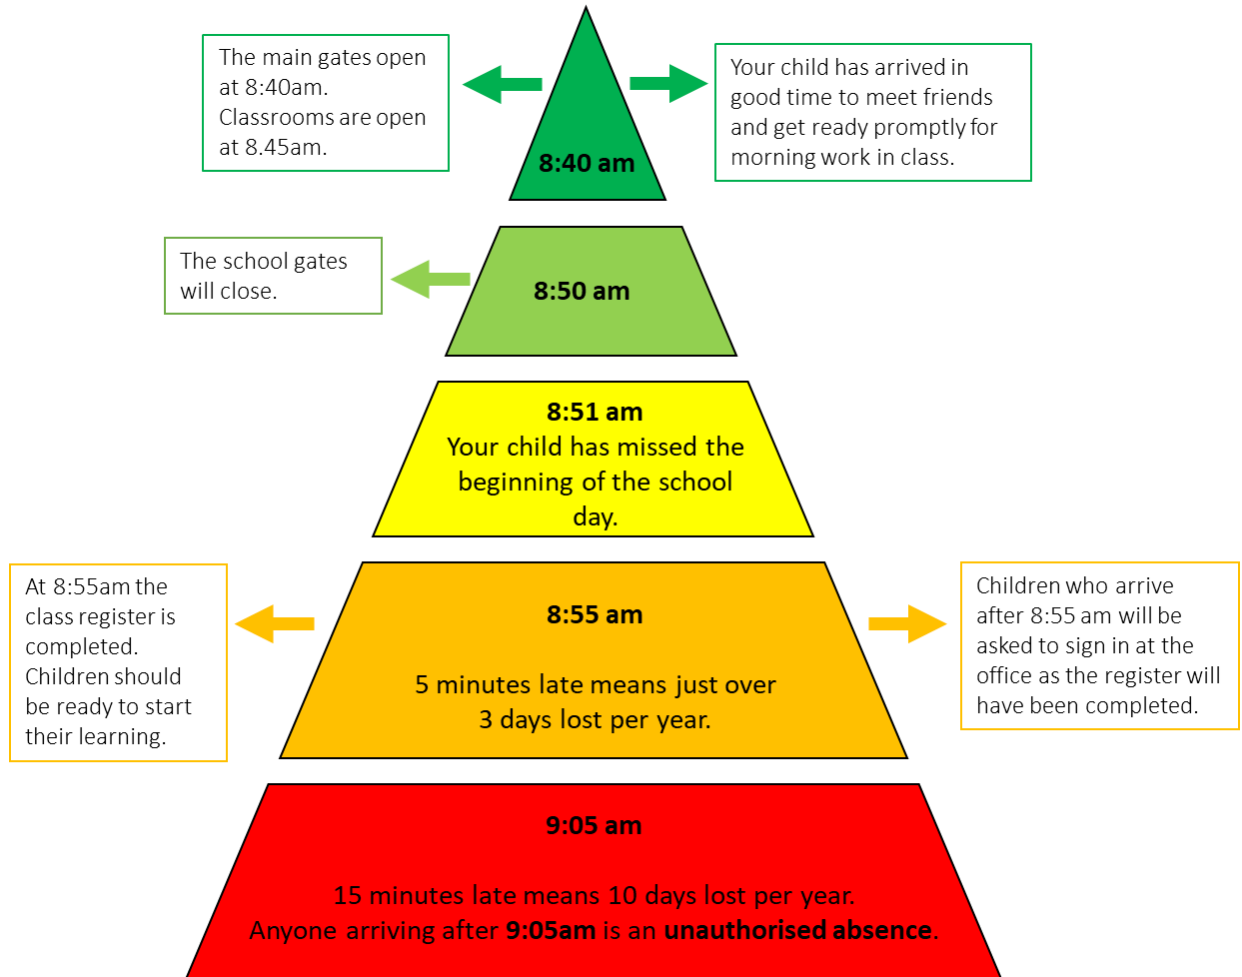 The main gates open
at 8:40am.
Classrooms are open
at 8.45am.
8:40 am
Your child has arrived in
good time to meet friends
and get ready promptly for
morning work in class.
The school gates
will close.
8:50 am
8:51 am
Your child has missed the
beginning of the school
day.
At 8:55am the
class register is
completed.
Children should
be ready to start
their learning.
8:55 am
5 minutes late means just over
3 days lost per year.
Children who arrive
after 8:55 am will be
asked to sign in at the
office as the register will
have been completed.
9:05 am
15 minutes late means 10 days lost per year.
Anyone arriving after 9:05am is an unauthorised absence.